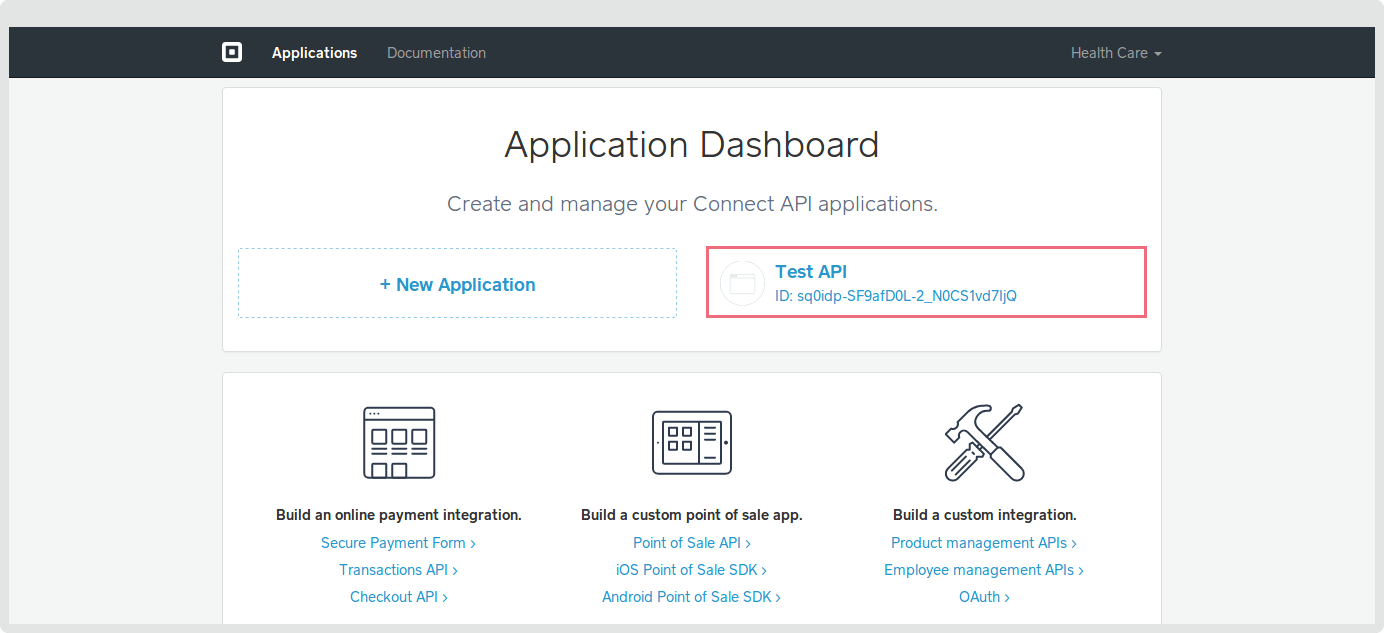 Applications Documentation Health Care
Application Dashboard
Create and manage your Connect API applications.
+ New Application
Test API
ID: sq0idp-SF9afD0L-2_N0CS1vd7IjQ
Build an online payment integration.
Secure Payment Form ›
Transactions API ›
Checkout API ›
Build a custom point of sale app.
Point of Sale API ›
iOS Point of Sale SDK ›
Android Point of Sale SDK ›
Build a custom integration.
Product management APIs ›
Employee management APIs ›
OAuth ›